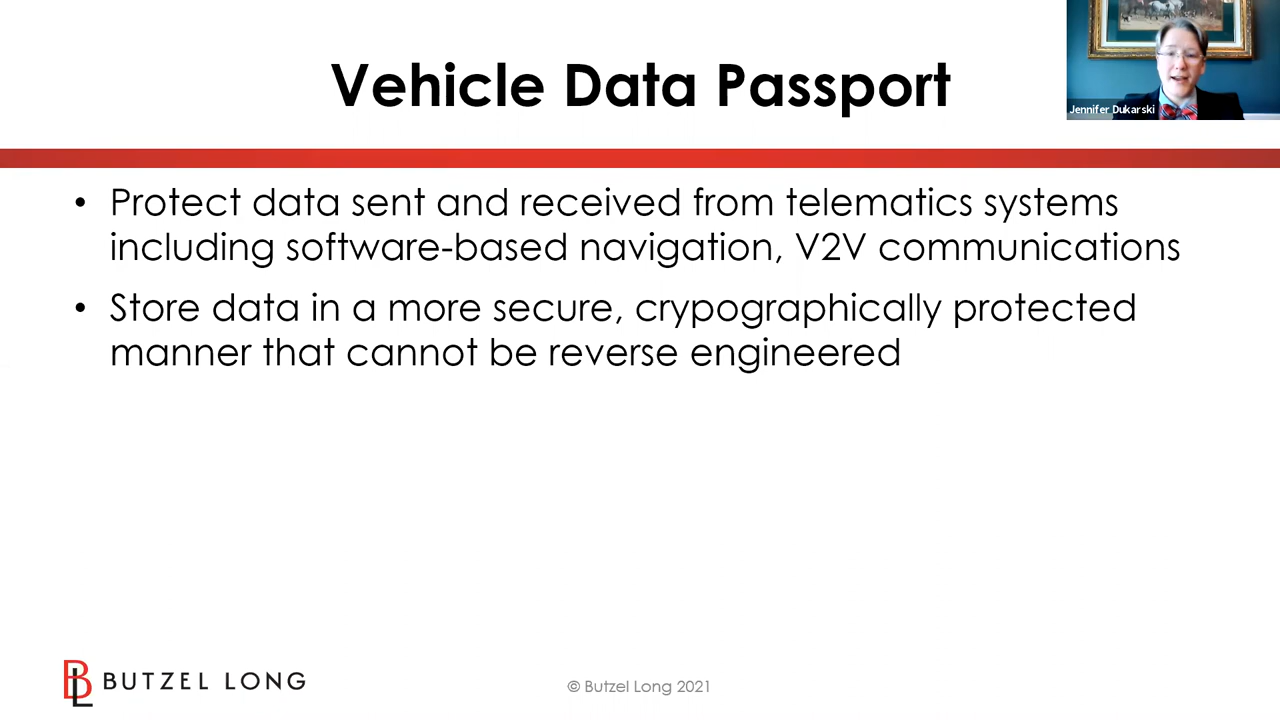 Vehicle Data Passport
Jennifer Dukarski
• Protect data sent and received from telematics systems
including software-based navigation, V2V communications
• Store data in a more secure, crypographically protected
manner that cannot be reverse engineered
BL BUTZEL LONG
© Butzel Long 2021